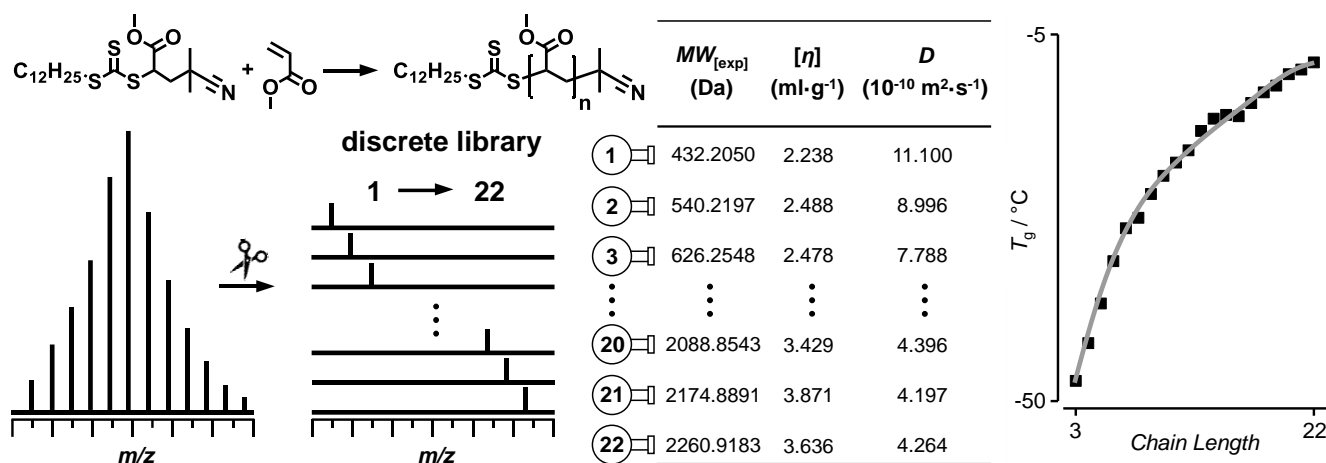 O
O
S
C12H25
S
S
N
+
O
O
C12H25
S
S
S
O
O
n
N
discrete library
1
22
m/z
m/z
MW[exp] [η] D
(Da) (ml·g-1) (10-10 m2·s-1)
1 432.2050 2.238 11.100
2 540.2197 2.488 8.996
3 626.2548 2.478 7.788
20 2088.8543 3.429 4.396
21 2174.8891 3.871 4.197
22 2260.9183 3.636 4.264
-5
Tg / °C
-50
3
22
Chain Length